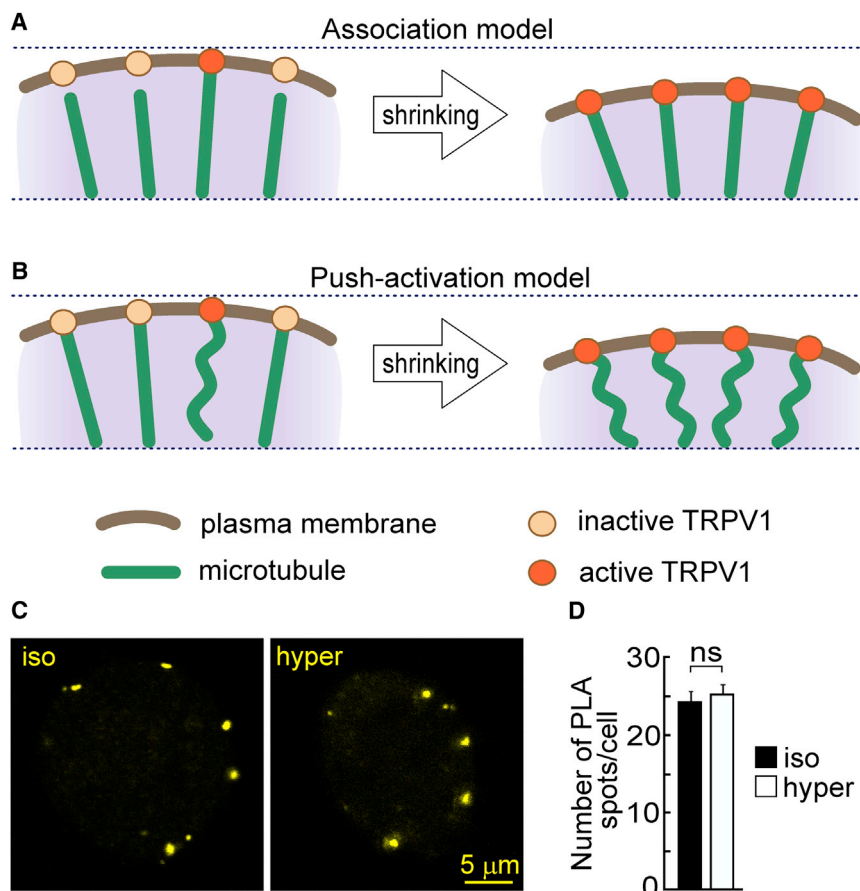 A
Association model
shrinking
B
Push-activation model
shrinking
plasma membrane
inactive TRPV1
microtubule
active TRPV1
C
iso
hyper
5 μm
D
ns
30
20
10
0
Number of PLA
spots/cell
iso
hyper